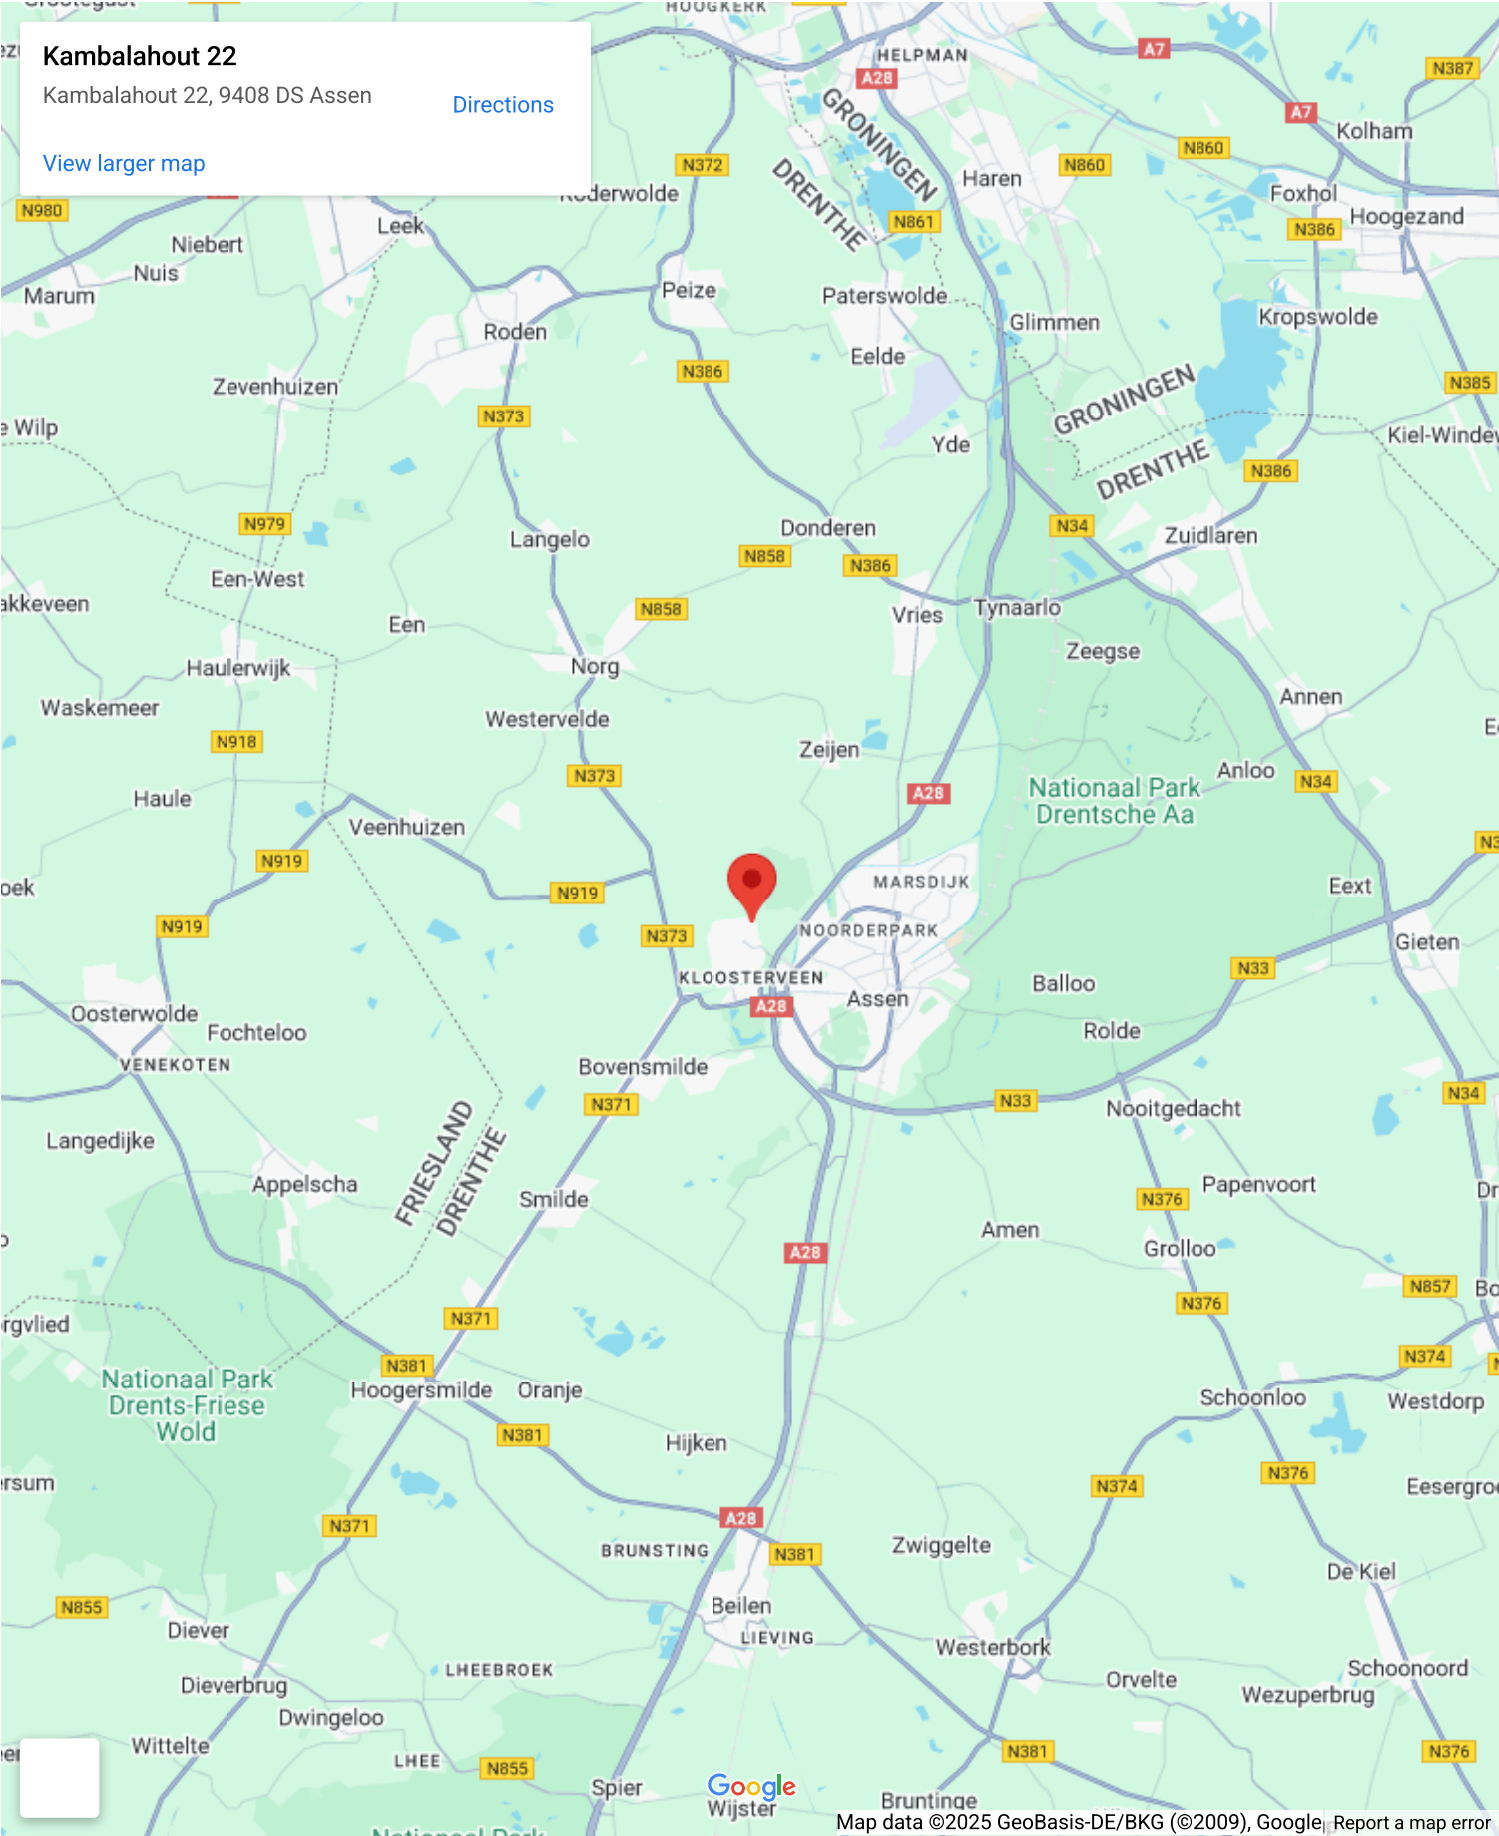 Kambalahout 22
Kambalahout 22, 9408 DS Assen
Directions
View larger map
HOOGKERK
HELPMAN
A7
A28
N387
A7
Kolham
GRONINGEN
DRENTHE
N372
N860
N860
Haren
Foxhol
Roderwolde
N980
N861
N386
Hoogezand
Leek
Niebert
Nuis
Marum
Peize
Paterswolde
Glimmen
Kropswolde
Roden
Eelde
Zevenhuizen
N386
N385
GRONINGEN
N373
Wilp
Yde
DRENTHE
N386
N979
Langelo
Donderen
N34
Zuidlaren
N858
N386
Een-West
N858
Vries
Tynaarlo
Een
Zeegse
Haulerwijk
Norg
Annen
Waskemeer
Westervelde
N918
Zeijen
N373
Anloo
N34
Nationaal Park
Drentsche Aa
A28
Haule
Veenhuizen
N919
MARSDIJK
Eext
N919
N919
N373
NOORDERPARK
Gieten
N33
KLOOSTERVEEN
Balloo
A28
Assen
Oosterwolde
Fochteloo
Rolde
VENEKOTEN
Bovensmilde
N371
N33
N34
Nooitgedacht
FRIESLAND
DRENTHE
Langedijke
Appelscha
Smilde
N376
Papenvoort
Amen
Grolloo
A28
N857
N376
N371
N381
N374
Nationaal Park
Drents-Friese
Wold
Hoogersmilde
Oranje
Schoonloo
Westdorp
N381
Hijken
N376
N374
N371
A28
BRUNSTING
N381
Zwiggelte
De Kiel
N855
Beilen
Diever
LIEVING
Westerbork
LHEEBROEK
Schoonoord
Dieverbrug
Orvelte
Wezuperbrug
Dwingeloo
Wittelte
LHEE
N855
N381
N376
Spier
Google
Wijster
Bruntinge
Map data ©2025 GeoBasis-DE/BKG (©2009), Google
Report a map error